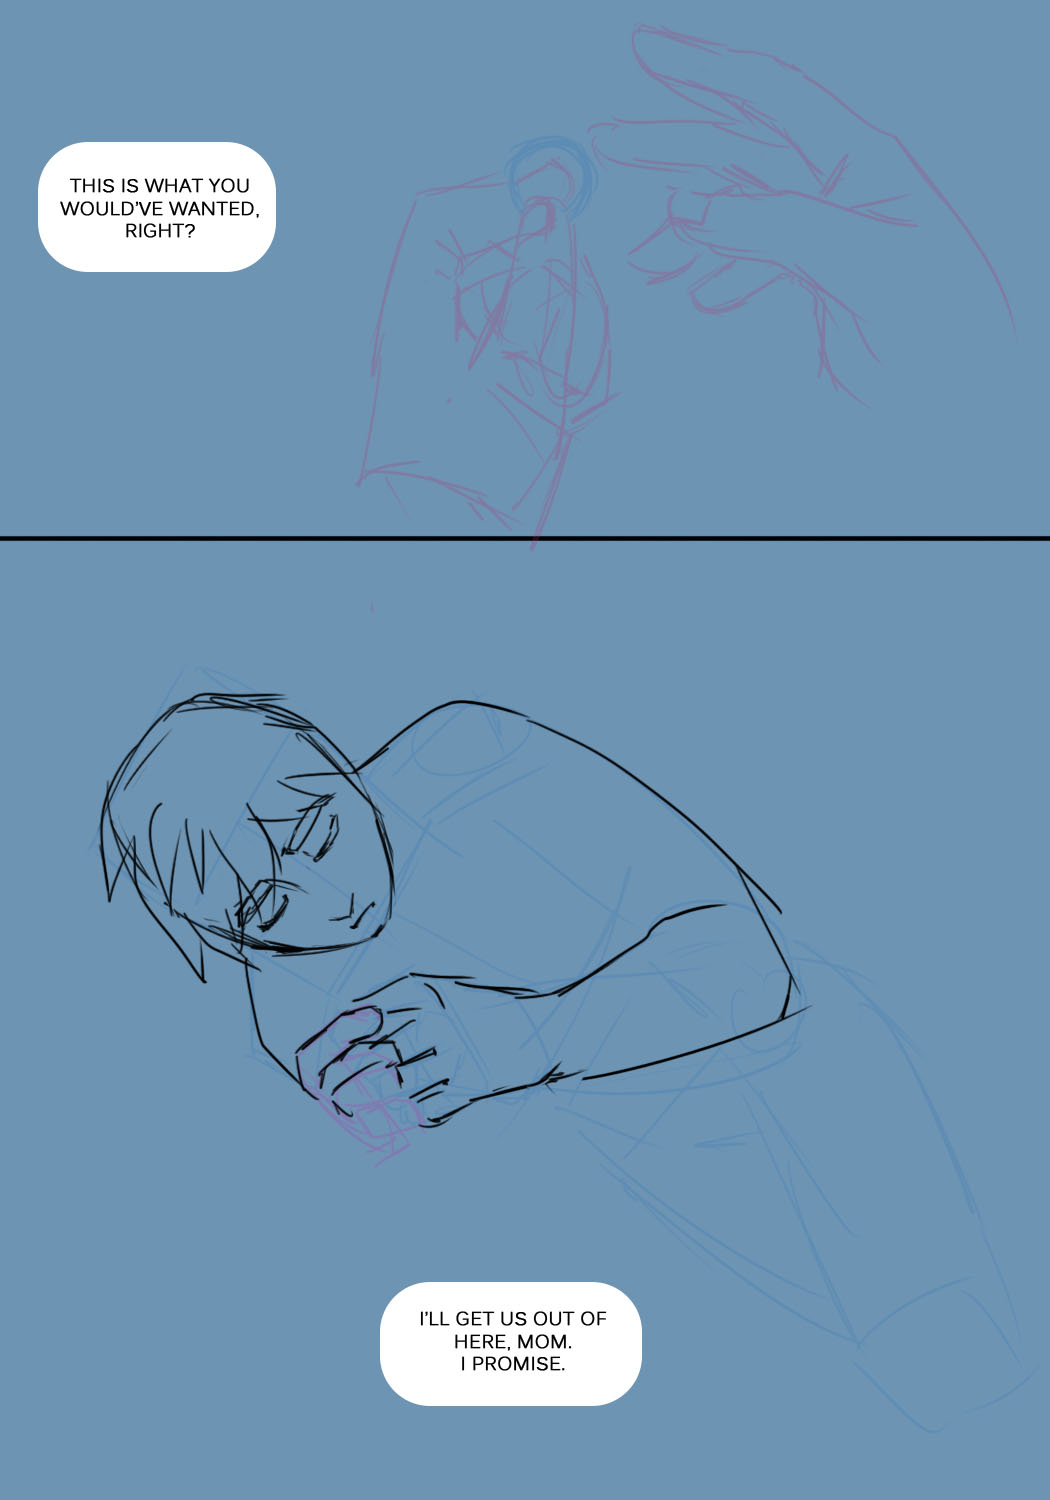 THIS IS WHAT YOU
WOULD'VE WANTED,
RIGHT?
I'LL GET US OUT OF
HERE, MOM.
I PROMISE.